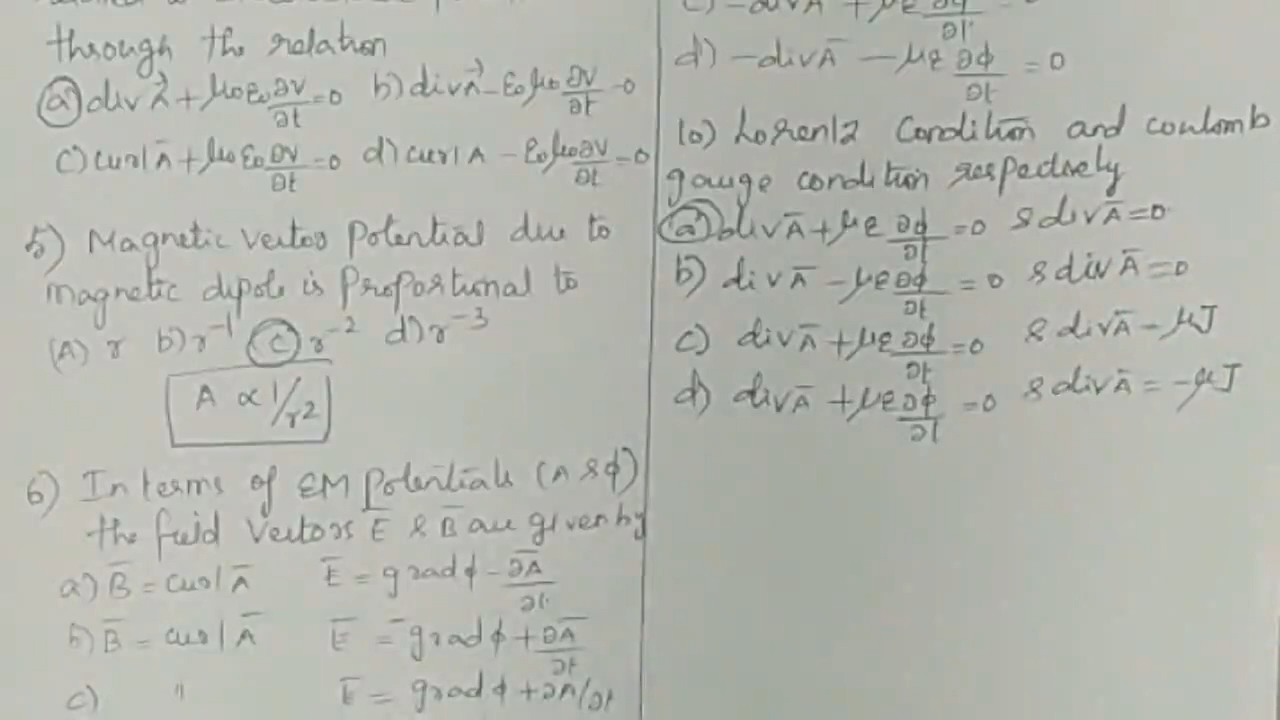 through the relation
(a) div A⃗ + μ₀ε₀ ∂V/∂t = 0 b) div A⃗ - ε₀μ₀ ∂V/∂t = 0
c) curl A̅ + μ₀ε₀ ∂V/∂t = 0 d) curl A - ε₀μ₀ ∂V/∂t = 0
5) Magnetic vector potential due to
magnetic dipole is proportional to
(A) r b) r⁻¹ (c) r⁻² d) r⁻³
A ∝ 1/r²
6) In terms of EM potentials (A & ϕ)
the field vectors E̅ & B̅ are given by
a) B̅ = curl A̅ E̅ = grad ϕ - ∂A̅/∂t
b) B̅ = curl A̅ E̅ = -grad ϕ + ∂A̅/∂t
c) " E̅ = grad ϕ + ∂A/∂t
c) -div A̅ + με ∂ϕ/∂t
d) -div A̅ - με ∂ϕ/∂t = 0
10) Lorentz Condition and coulomb
gauge condition respectively
(a) div A̅ + με ∂ϕ/∂t = 0 & div A̅ = 0
b) div A̅ - με ∂ϕ/∂t = 0 & div A̅ = 0
c) div A̅ + με ∂ϕ/∂t = 0 & div A̅ - μJ
d) div A̅ + με ∂ϕ/∂t = 0 & div A̅ = -μJ